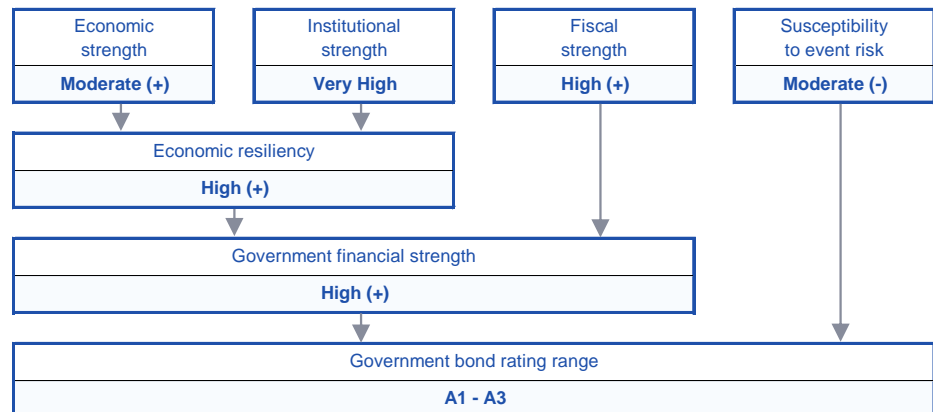 Economic
strength
Moderate (+)
Institutional
strength
Very High
Fiscal
strength
High (+)
Susceptibility
to event risk
Moderate (-)
Economic resiliency
High (+)
Government financial strength
High (+)
Government bond rating range
A1 - A3